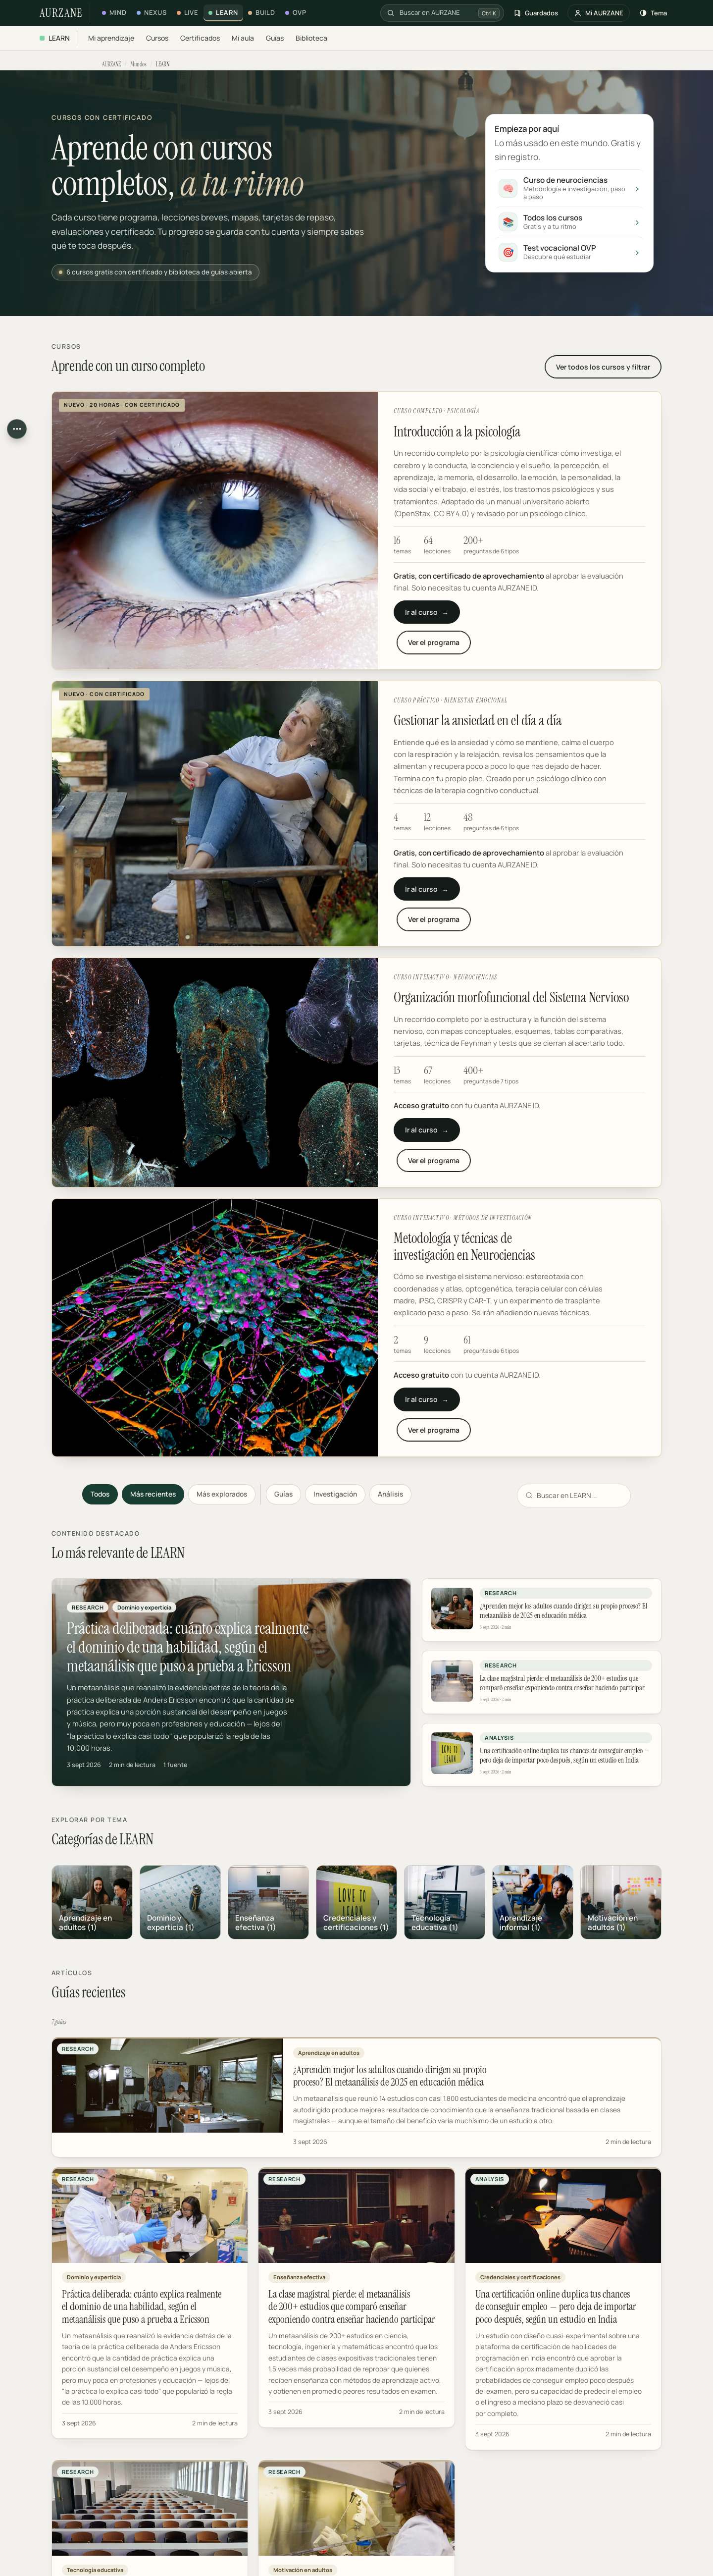 AURZANE
MIND
NEXUS
LIVE
LEARN
BUILD
OVP
Buscar en AURZANE
Ctrl K
Guardados
Mi AURZANE
Tema
LEARN
Mi aprendizaje
Cursos
Certificados
Mi aula
Guías
Biblioteca
AURZANE / Mundos / LEARN
CURSOS CON CERTIFICADO
Aprende con cursos
completos, a tu ritmo
Cada curso tiene programa, lecciones breves, mapas, tarjetas de repaso,
evaluaciones y certificado. Tu progreso se guarda con tu cuenta y siempre sabes
qué te toca después.
6 cursos gratis con certificado y biblioteca de guías abierta
Empieza por aquí
Lo más usado en este mundo. Gratis y
sin registro.
Curso de neurociencias
Metodología e investigación, paso
a paso
Todos los cursos
Gratis y a tu ritmo
Test vocacional OVP
Descubre qué estudiar
CURSOS
Aprende con un curso completo
Ver todos los cursos y filtrar
NUEVO · 20 HORAS · CON CERTIFICADO
CURSO COMPLETO · PSICOLOGÍA
Introducción a la psicología
Un recorrido completo por la psicología científica: cómo investiga, el
cerebro y la conducta, la conciencia y el sueño, la percepción, el
aprendizaje, la memoria, el desarrollo, la emoción, la personalidad, la
vida social y el trabajo, el estrés, los trastornos psicológicos y sus
tratamientos. Adaptado de un manual universitario abierto
(OpenStax, CC BY 4.0) y revisado por un psicólogo clínico.
16 64 200+
temas lecciones preguntas de 6 tipos
Gratis, con certificado de aprovechamiento al aprobar la evaluación
final. Solo necesitas tu cuenta AURZANE ID.
Ir al curso →
Ver el programa
NUEVO · CON CERTIFICADO
CURSO PRÁCTICO · BIENESTAR EMOCIONAL
Gestionar la ansiedad en el día a día
Entiende qué es la ansiedad y cómo se mantiene, calma el cuerpo
con la respiración y la relajación, revisa los pensamientos que la
alimentan y recupera poco a poco lo que has dejado de hacer.
Termina con tu propio plan. Creado por un psicólogo clínico con
técnicas de la terapia cognitivo conductual.
4 12 48
temas lecciones preguntas de 6 tipos
Gratis, con certificado de aprovechamiento al aprobar la evaluación
final. Solo necesitas tu cuenta AURZANE ID.
Ir al curso →
Ver el programa
CURSO INTERACTIVO · NEUROCIENCIAS
Organización morfofuncional del Sistema Nervioso
Un recorrido completo por la estructura y la función del sistema
nervioso, con mapas conceptuales, esquemas, tablas comparativas,
tarjetas, técnica de Feynman y tests que se cierran al acertarlo todo.
13 67 400+
temas lecciones preguntas de 7 tipos
Acceso gratuito con tu cuenta AURZANE ID.
Ir al curso →
Ver el programa
CURSO INTERACTIVO · MÉTODOS DE INVESTIGACIÓN
Metodología y técnicas de
investigación en Neurociencias
Cómo se investiga el sistema nervioso: estereotaxia con
coordenadas y atlas, optogenética, terapia celular con células
madre, iPSC, CRISPR y CAR-T, y un experimento de trasplante
explicado paso a paso. Se irán añadiendo nuevas técnicas.
2 9 61
temas lecciones preguntas de 6 tipos
Acceso gratuito con tu cuenta AURZANE ID.
Ir al curso →
Ver el programa
Todos
Más recientes
Más explorados
Guías
Investigación
Análisis
Buscar en LEARN...
CONTENIDO DESTACADO
Lo más relevante de LEARN
RESEARCH
Dominio y experticia
Práctica deliberada: cuánto explica realmente
el dominio de una habilidad, según el
metaanálisis que puso a prueba a Ericsson
Un metaanálisis que reanalizó la evidencia detrás de la teoría de la
práctica deliberada de Anders Ericsson encontró que la cantidad de
práctica explica una porción sustancial del desempeño en juegos
y música, pero muy poca en profesiones y educación — lejos del
"la práctica lo explica casi todo" que popularizó la regla de las
10.000 horas.
3 sept 2026 2 min de lectura 1 fuente
RESEARCH
¿Aprenden mejor los adultos cuando dirigen su propio proceso? El
metaanálisis de 2025 en educación médica
3 sept 2026 · 2 min
RESEARCH
La clase magistral pierde: el metaanálisis de 200+ estudios que
comparó enseñar exponiendo contra enseñar haciendo participar
3 sept 2026 · 2 min
ANALYSIS
Una certificación online duplica tus chances de conseguir empleo —
pero deja de importar poco después, según un estudio en India
3 sept 2026 · 2 min
EXPLORAR POR TEMA
Categorías de LEARN
Aprendizaje en
adultos (1)
Dominio y
experticia (1)
Enseñanza
efectiva (1)
LOVE TO
LEARN
Credenciales y
certificaciones (1)
Tecnología
educativa (1)
Aprendizaje
informal (1)
Motivación en
adultos (1)
ARTÍCULOS
Guías recientes
7 guías
RESEARCH
Aprendizaje en adultos
¿Aprenden mejor los adultos cuando dirigen su propio
proceso? El metaanálisis de 2025 en educación médica
Un metaanálisis que reunió 14 estudios con casi 1.800 estudiantes de medicina encontró que el aprendizaje
autodirigido produce mejores resultados de conocimiento que la enseñanza tradicional basada en clases
magistrales — aunque el tamaño del beneficio varía muchísimo de un estudio a otro.
3 sept 2026 2 min de lectura
RESEARCH
Dominio y experticia
Práctica deliberada: cuánto explica realmente
el dominio de una habilidad, según el
metaanálisis que puso a prueba a Ericsson
Un metaanálisis que reanalizó la evidencia detrás de la
teoría de la práctica deliberada de Anders Ericsson
encontró que la cantidad de práctica explica una
porción sustancial del desempeño en juegos y música,
pero muy poca en profesiones y educación — lejos del
"la práctica lo explica casi todo" que popularizó la regla
de las 10.000 horas.
3 sept 2026 2 min de lectura
RESEARCH
Enseñanza efectiva
La clase magistral pierde: el metaanálisis
de 200+ estudios que comparó enseñar
exponiendo contra enseñar haciendo participar
Un metaanálisis de 200+ estudios en ciencia,
tecnología, ingeniería y matemáticas encontró que los
estudiantes de clases expositivas tradicionales tienen
1.5 veces más probabilidad de reprobar que quienes
reciben enseñanza con métodos de aprendizaje activo,
y obtienen en promedio peores resultados en examen.
3 sept 2026 2 min de lectura
ANALYSIS
Credenciales y certificaciones
Una certificación online duplica tus chances
de conseguir empleo — pero deja de importar
poco después, según un estudio en India
Un estudio con diseño cuasi-experimental sobre una
plataforma de certificación de habilidades de
programación en India encontró que aprobar la
certificación aproximadamente duplicó las
probabilidades de conseguir empleo poco después
del examen, pero su capacidad de predecir el empleo
o el ingreso a mediano plazo se desvaneció casi
por completo.
3 sept 2026 2 min de lectura
RESEARCH
Tecnología educativa
RESEARCH
Motivación en adultos